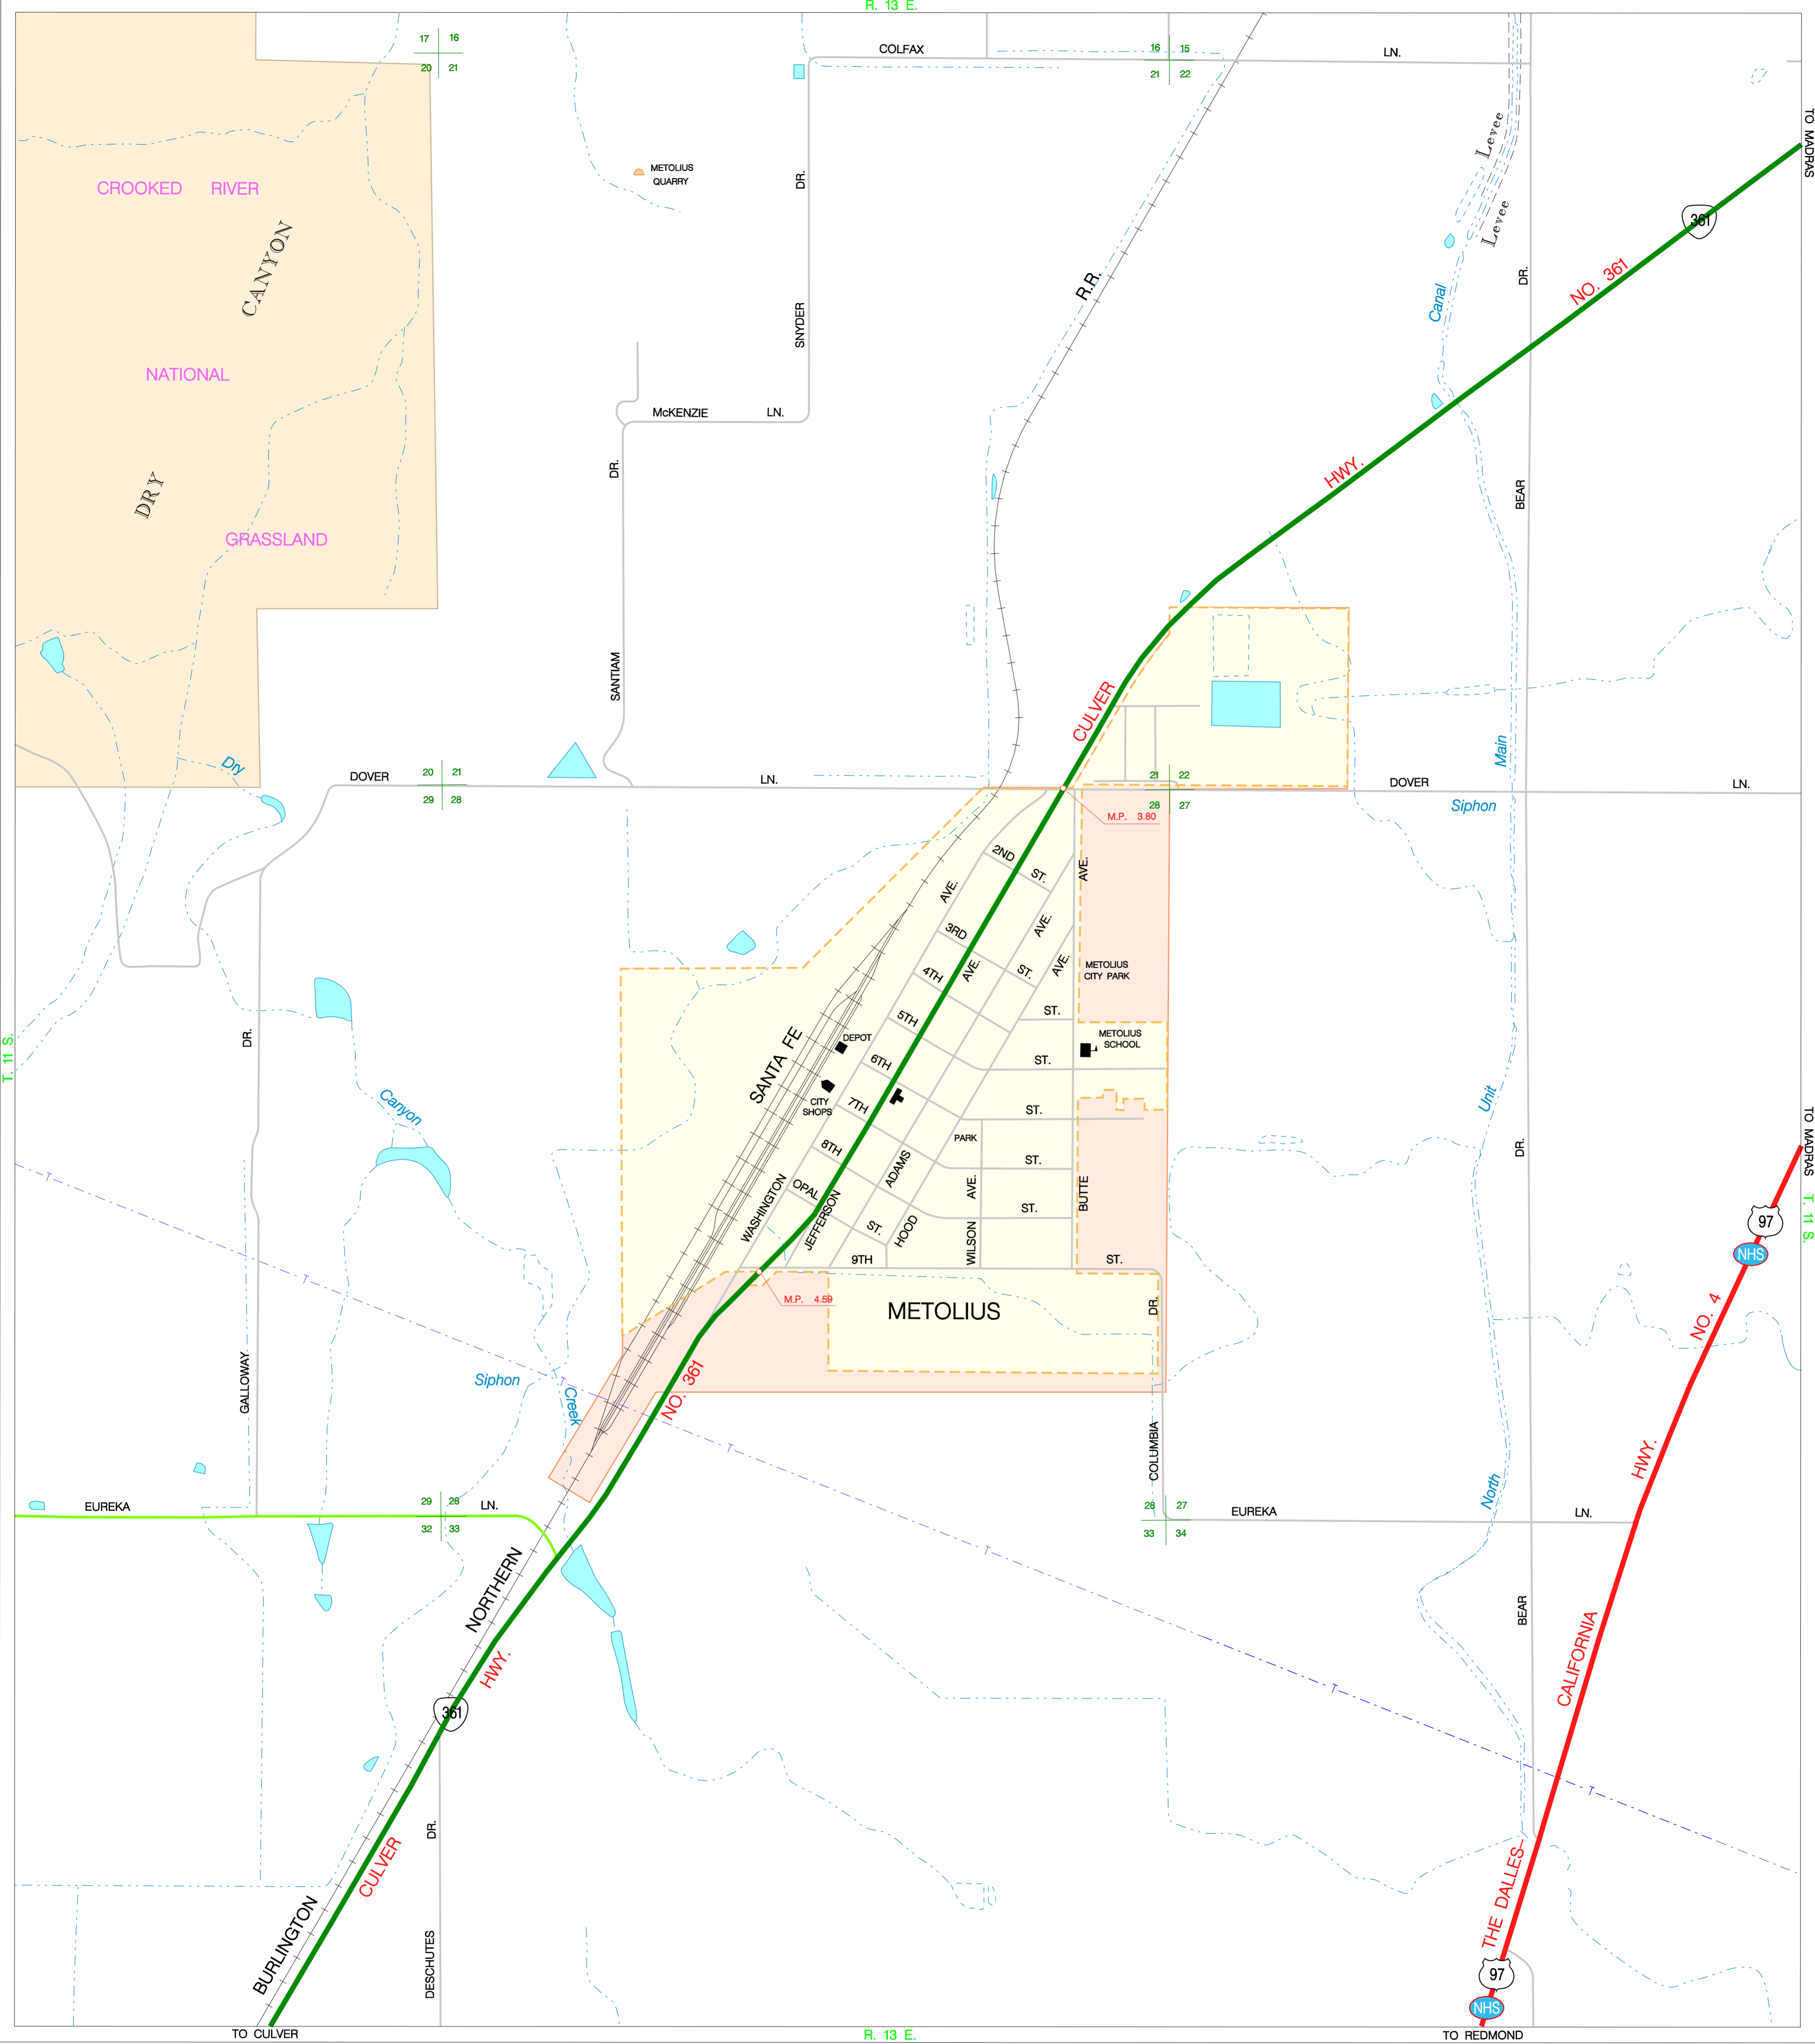 R. 13 E.
17 16
20 21
COLFAX LN.
16 15
21 22
TO MADRAS
Levee
METOLIUS
QUARRY
DR.
CROOKED RIVER
361
Levee
CANYON
NO. 361
DR.
R.R.
Canal
SNYDER
NATIONAL
McKENZIE LN.
DR.
HWY.
DRY
BEAR
GRASSLAND
SANTIAM
CULVER
Main
Dry
DOVER
20 21
29 28
LN.
21 22
28 27
DOVER
LN.
Siphon
M.P. 3.80
2ND ST.
AVE.
AVE.
3RD ST.
AVE.
AVE.
AVE.
4TH ST.
METOLIUS
CITY PARK
5TH ST.
DR.
T. 11 S.
SANTA FE
DEPOT
METOLIUS
SCHOOL
6TH ST.
CITY
SHOPS
7TH ST.
Canyon
Unit
TO MADRAS
PARK
8TH ST.
DR.
ADAMS
OPAL ST.
AVE.
BUTTE
WASHINGTON
JEFFERSON
HOOD
WILSON
T. 11 S.
97
NHS
9TH ST.
M.P. 4.59
METOLIUS
DR.
NO. 4
GALLOWAY
Siphon
Creek
NO. 361
COLUMBIA
HWY.
North
EUREKA
29 28
32 33
LN.
28 27
33 34
EUREKA
LN.
NORTHERN
BEAR
HWY.
CALIFORNIA
361
DR.
CULVER
THE DALLES-
BURLINGTON
DESCHUTES
97
NHS
TO CULVER
R. 13 E.
TO REDMOND